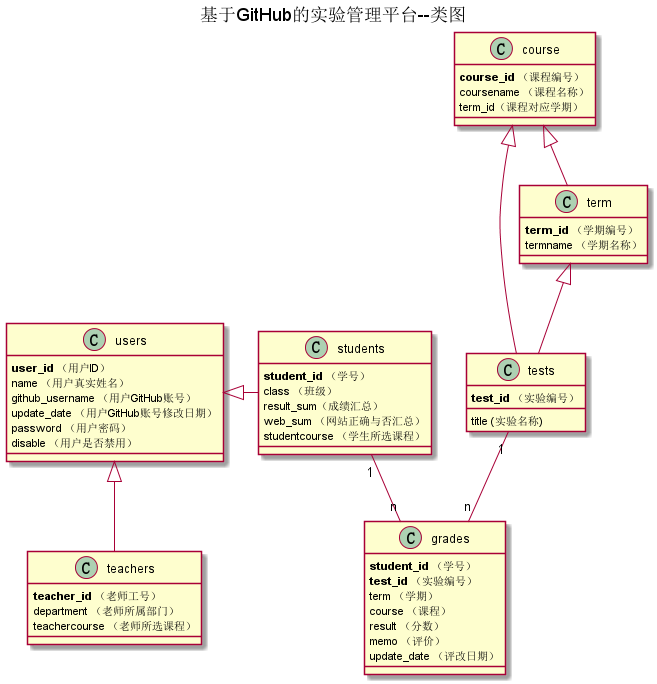 基于GitHub的实验管理平台--类图
C course
course_id （课程编号）
coursename （课程名称）
term_id（课程对应学期）
C term
term_id （学期编号）
termname （学期名称）
C users
user_id （用户ID）
name （用户真实姓名）
github_username （用户GitHub账号）
update_date （用户GitHub账号修改日期）
password （用户密码）
disable （用户是否禁用）
C students
student_id （学号）
class （班级）
result_sum（成绩汇总）
web_sum （网站正确与否汇总）
studentcourse （学生所选课程）
C tests
test_id （实验编号）
title (实验名称)
1
1
n
n
C teachers
teacher_id （老师工号）
department （老师所属部门）
teachercourse （老师所选课程）
C grades
student_id （学号）
test_id （实验编号）
term （学期）
course （课程）
result （分数）
memo （评价）
update_date （评改日期）